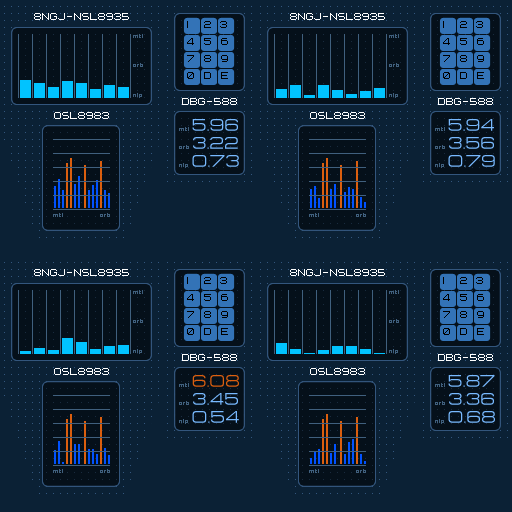 8NGJ-NSL8935
mtl
orb
nlp
1 2 3
4 5 6
7 8 9
0 D E
OSL8983
mtl orb
DBG-588
mtl 5.96
orb 3.22
nlp 0.73
8NGJ-NSL8935
mtl
orb
nlp
1 2 3
4 5 6
7 8 9
0 D E
OSL8983
mtl orb
DBG-588
mtl 5.94
orb 3.56
nlp 0.79
8NGJ-NSL8935
mtl
orb
nlp
1 2 3
4 5 6
7 8 9
0 D E
OSL8983
mtl orb
DBG-588
mtl 6.08
orb 3.45
nlp 0.54
8NGJ-NSL8935
mtl
orb
nlp
1 2 3
4 5 6
7 8 9
0 D E
OSL8983
mtl orb
DBG-588
mtl 5.87
orb 3.36
nlp 0.68